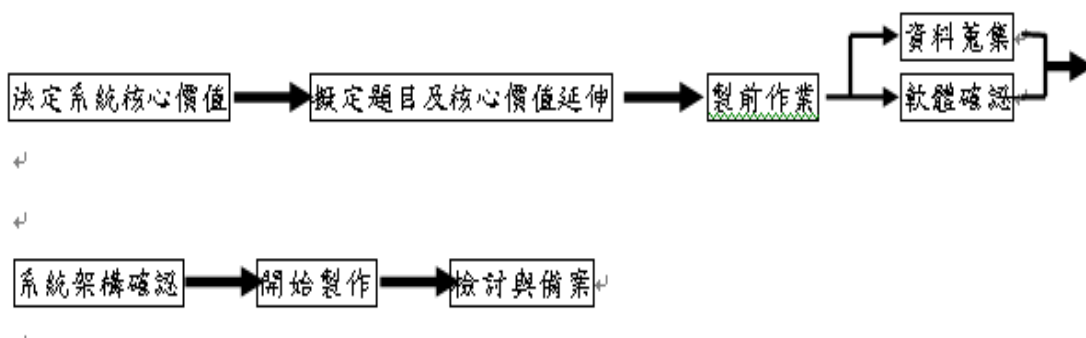 決定系統核心價值
擬定題目及核心價值延伸
製前作業
資料蒐集
軟體確認
系統架構確認
開始製作
檢討與備案